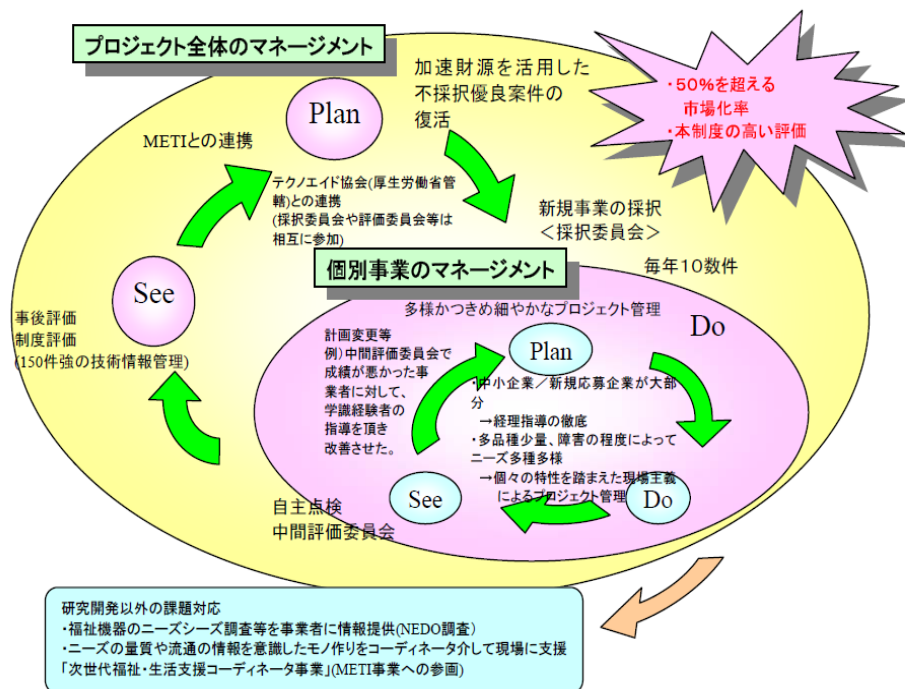 プロジェクト全体のマネージメント
加速財源を活用した
不採択優良案件の
復活
・50%を超える
市場化率
・本制度の高い評価
Plan
METIとの連携
テクノエイド協会(厚生労働省管
轄)との連携
(採択委員会や評価委員会等は
相互に参加)
新規事業の採択
<採択委員会>
毎年10数件
個別事業のマネージメント
See
事後評価
制度評価
(150件強の技術情報管理)
多様かつきめ細やかなプロジェクト管理
Do
計画変更等
例)中間評価委員会で
成績が悪かった事
業者に対して、
学識経験者の
指導を頂き
改善させた。
Plan
・中小企業/新規応募企業が大部
分
→経理指導の徹底
・多品種少量、障害の程度によって
ニーズ多種多様
→個々の特性を踏まえた現場主義
によるプロジェクト管理
See
Do
自主点検
中間評価委員会
研究開発以外の課題対応
・福祉機器のニーズシーズ調査等を事業者に情報提供(NEDO調査)
・ニーズの量質や流通の情報を意識したモノ作りをコーディネータ介して現場に支援
「次世代福祉・生活支援コーディネータ事業」(METI事業への参画)